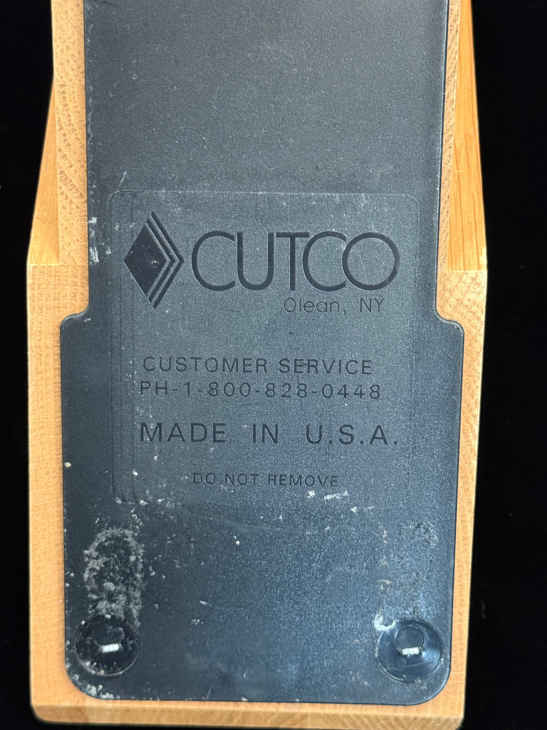 CUTCO
Olean, NY
CUSTOMER SERVICE
PH-1-800-828-0448
MADE IN U.S.A.
DO NOT REMOVE